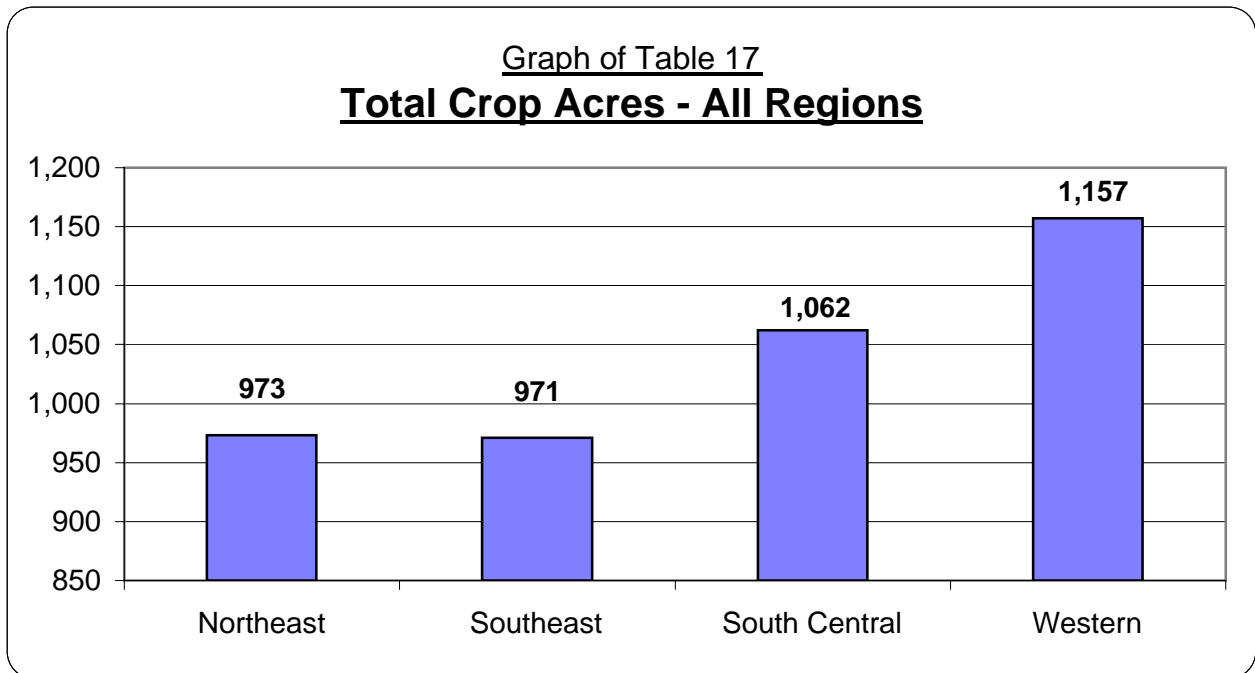 Graph of Table 17
Total Crop Acres - All Regions
1,200
1,150
1,100
1,050
1,000
950
900
850
973
971
1,062
1,157
Northeast
Southeast
South Central
Western